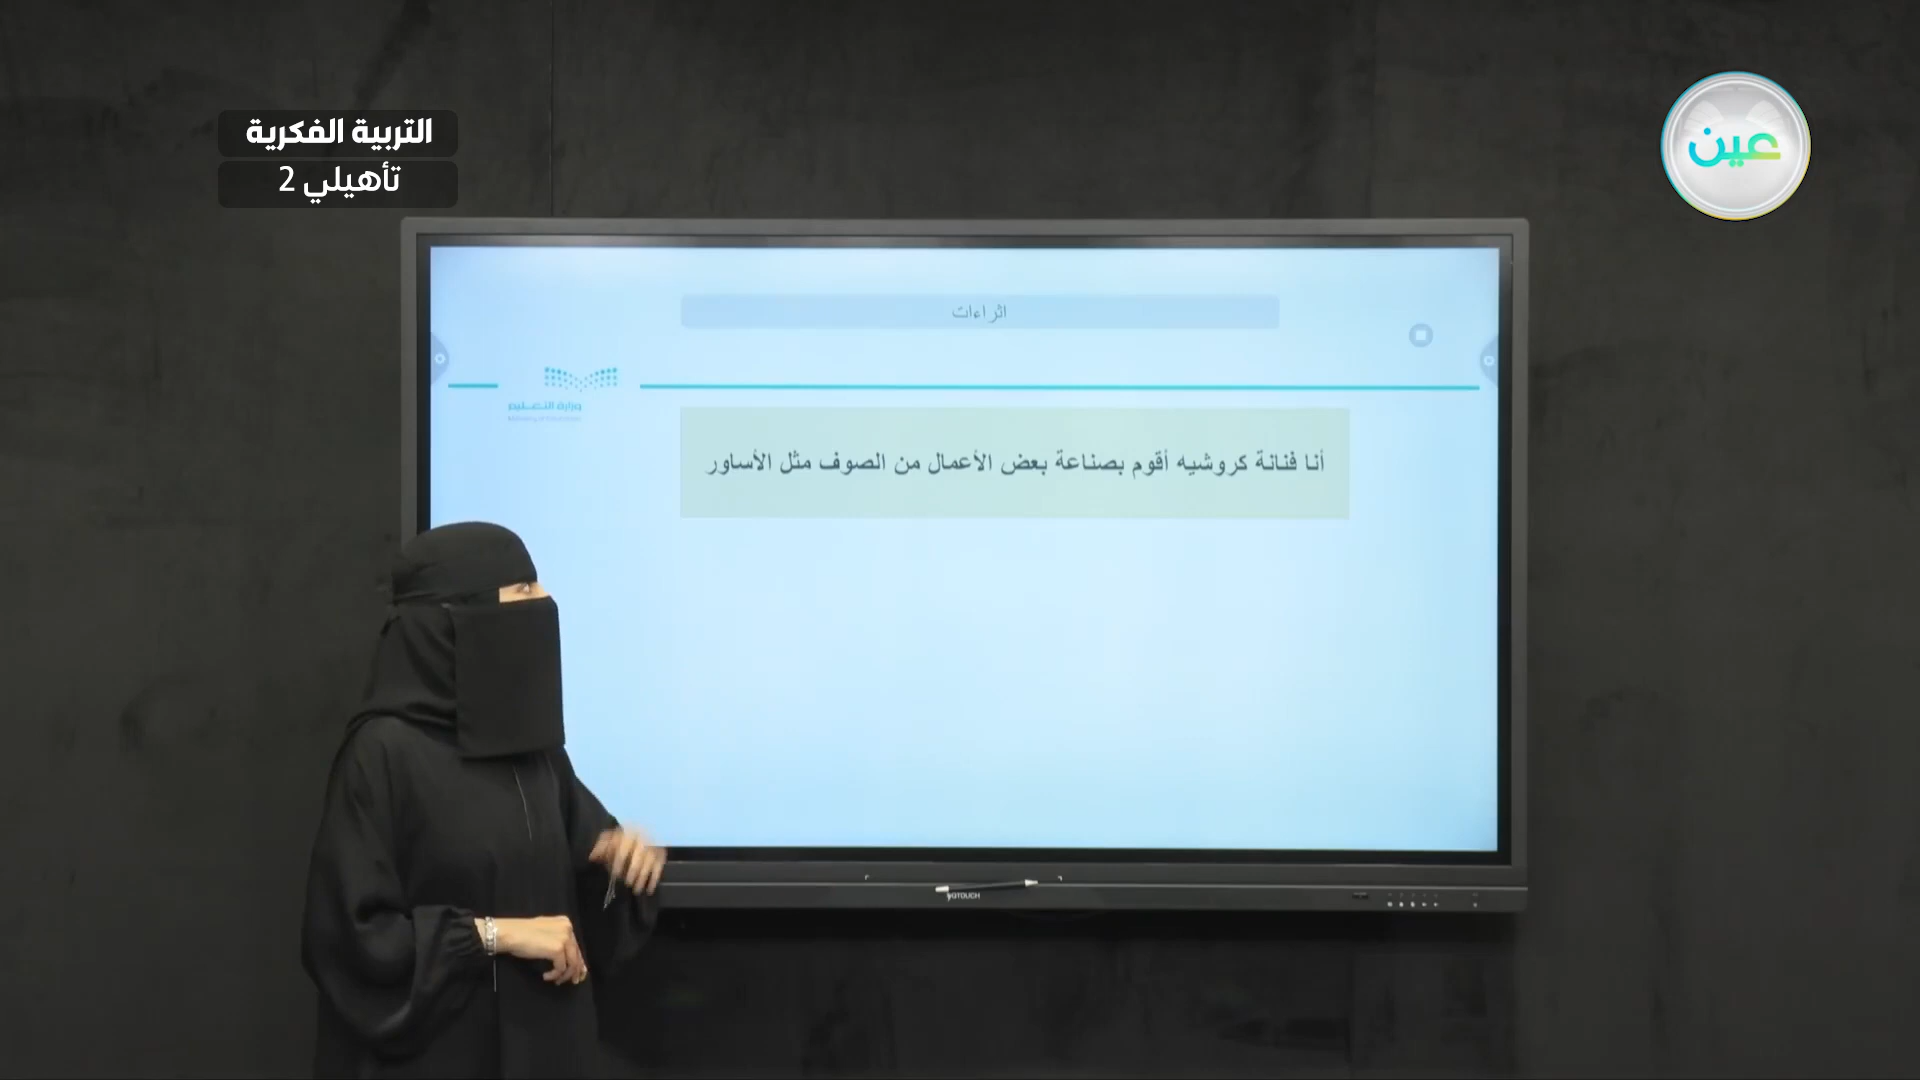 التربية الفكرية
تأهيلي 2
عين
اثراءات
وزارة التعليم
أنا فنانة كروشيه أقوم بصناعة بعض الأعمال من الصوف مثل الأساور